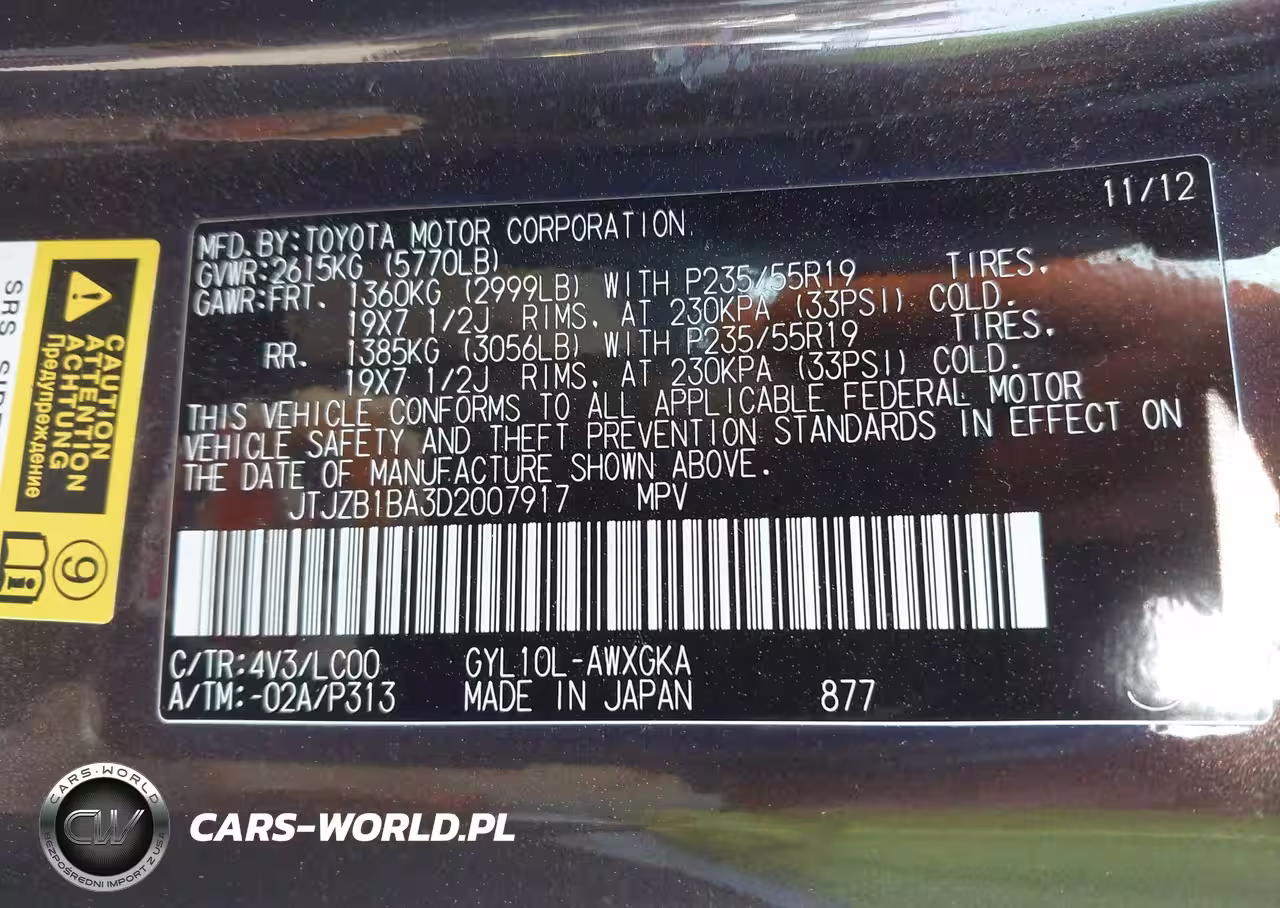 11/12
MFD.BY:TOYOTA MOTOR CORPORATION
GVWR:2615KG (5770LB)
GAWR:FRT. 1360KG (2999LB) WITH P235/55R19 TIRES.
19X7 1/2J RIMS, AT 230KPA (33PSI) COLD.
RR. 1385KG (3056LB) WITH P235/55R19 TIRES.
19X7 1/2J RIMS, AT 230KPA (33PSI) COLD.
THIS VEHICLE CONFORMS TO ALL APPLICABLE FEDERAL MOTOR
VEHICLE SAFETY AND THEFT PREVENTION STANDARDS IN EFFECT ON
THE DATE OF MANUFACTURE SHOWN ABOVE.
JTJZB1BA3D2007917 MPV
C/TR:4V3/LC00 GYL10L-AWXGKA
A/TM:-02A/P313 MADE IN JAPAN 877
CAUTION
ATTENTION
ACHTUNG
Предупреждение
9
SRS
CARS-WORLD
CW
BEZPOŚREDNI IMPORT Z USA
CARS-WORLD.PL